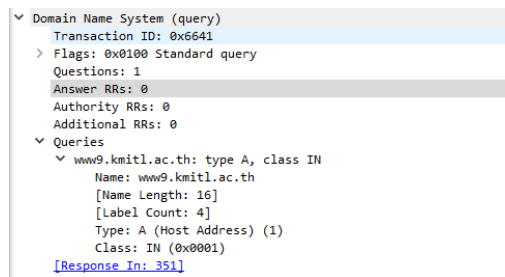 Domain Name System (query)
Transaction ID: 0x6641
Flags: 0x0100 Standard query
Questions: 1
Answer RRs: 0
Authority RRs: 0
Additional RRs: 0
Queries
www9.kmitl.ac.th: type A, class IN
Name: www9.kmitl.ac.th
[Name Length: 16]
[Label Count: 4]
Type: A (Host Address) (1)
Class: IN (0x0001)
[Response In: 351]